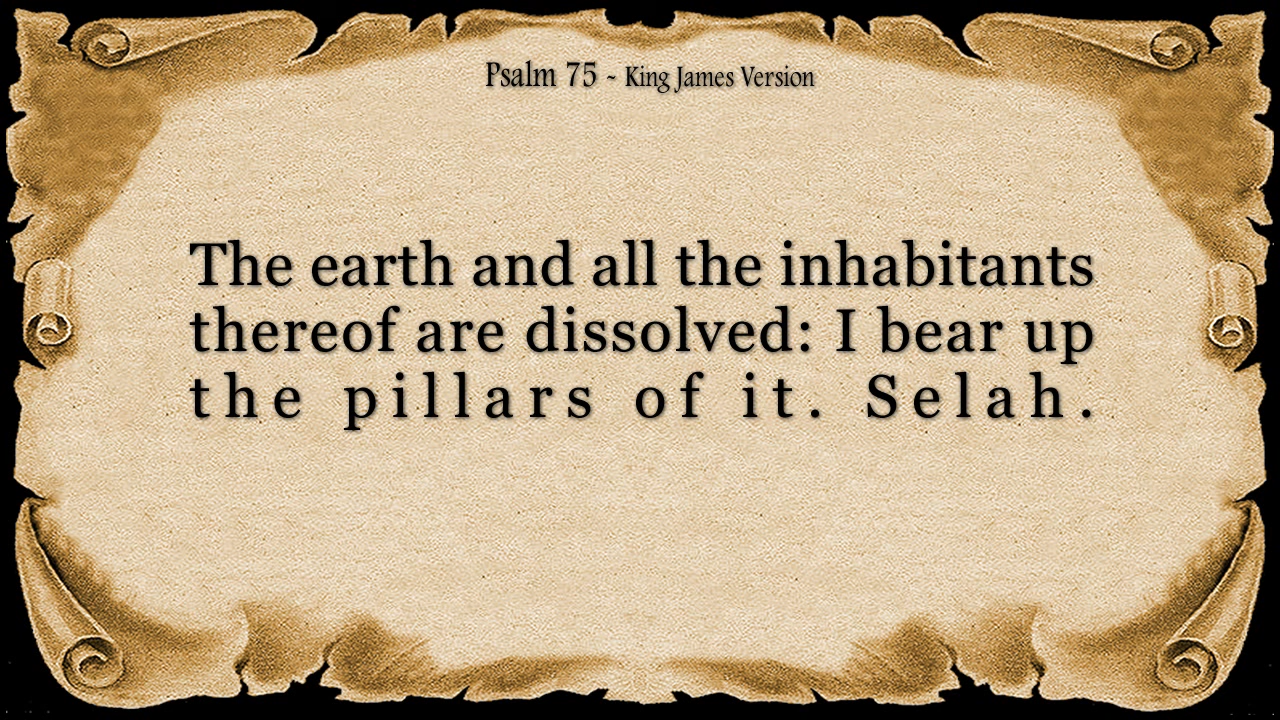 Psalm 75 - King James Version
The earth and all the inhabitants
thereof are dissolved: I bear up
the pillars of it. Selah.